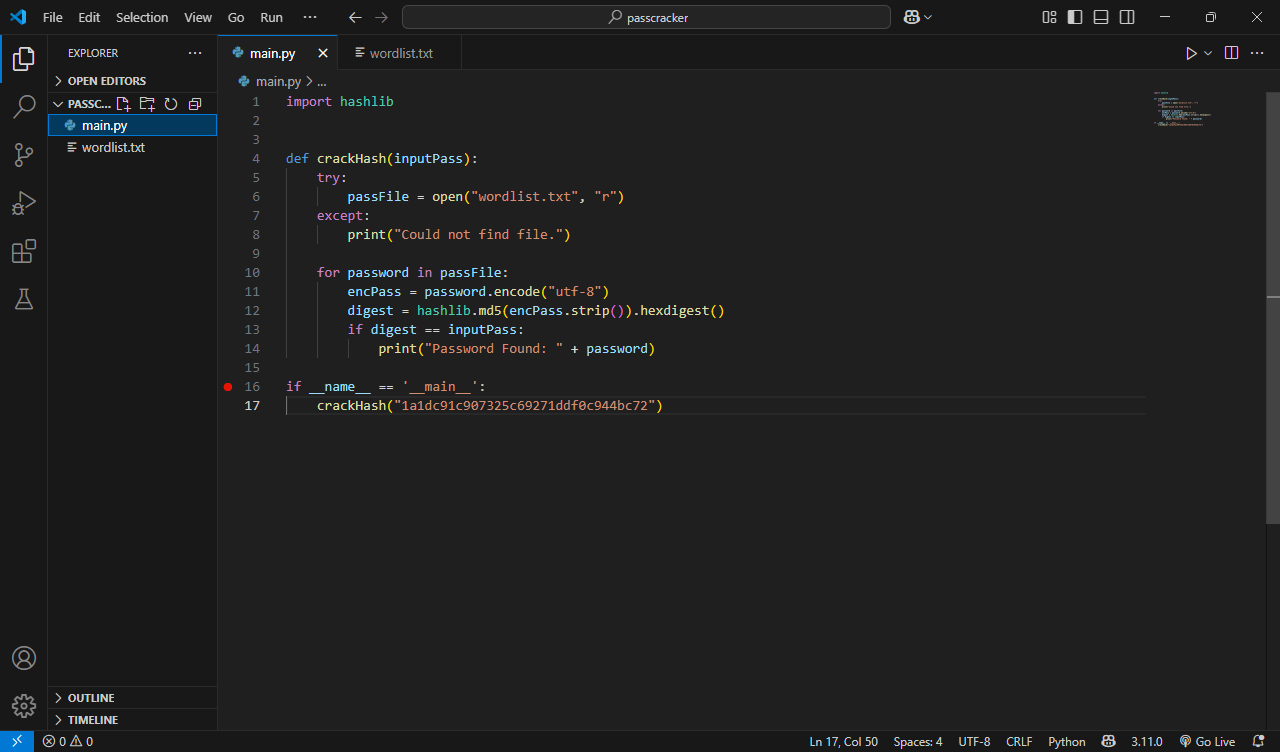 File Edit Selection View Go Run ··· passcracker
EXPLORER ···
OPEN EDITORS
PASSC...
main.py
wordlist.txt
OUTLINE
TIMELINE
main.py wordlist.txt ···
main.py > ...
1 import hashlib
2
3
4 def crackHash(inputPass):
5 try:
6 passFile = open("wordlist.txt", "r")
7 except:
8 print("Could not find file.")
9
10 for password in passFile:
11 encPass = password.encode("utf-8")
12 digest = hashlib.md5(encPass.strip()).hexdigest()
13 if digest == inputPass:
14 print("Password Found: " + password)
15
16 if __name__ == '__main__':
17 crackHash("1a1dc91c907325c69271ddf0c944bc72")
0 0 Ln 17, Col 50 Spaces: 4 UTF-8 CRLF Python 3.11.0 Go Live